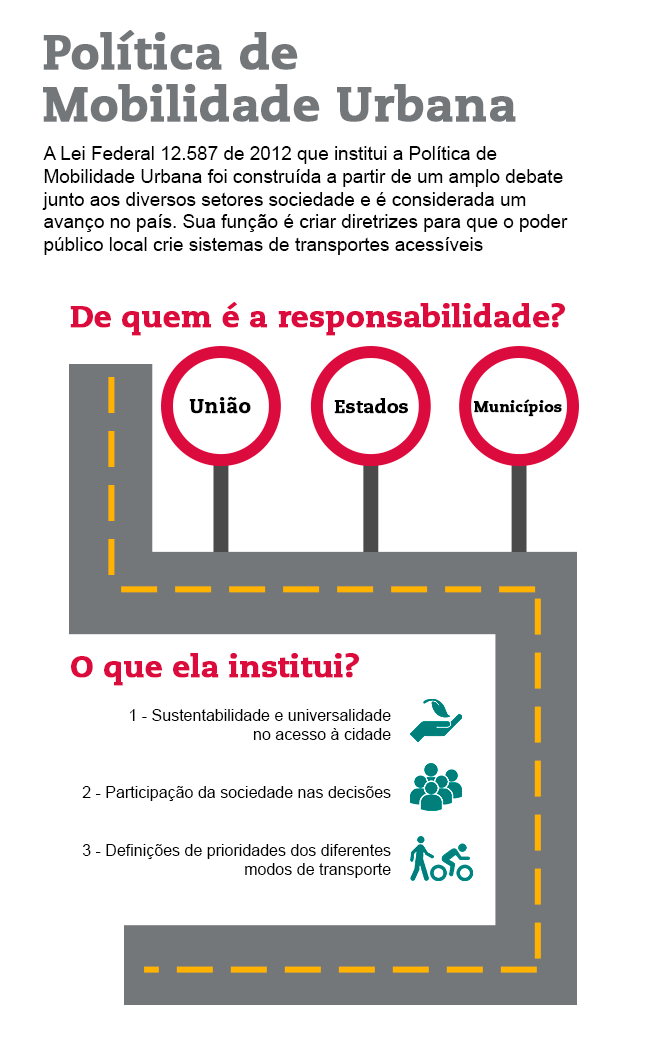 Política de
Mobilidade Urbana
A Lei Federal 12.587 de 2012 que institui a Política de
Mobilidade Urbana foi construída a partir de um amplo debate
junto aos diversos setores sociedade e é considerada um
avanço no país. Sua função é criar diretrizes para que o poder
público local crie sistemas de transportes acessíveis
De quem é a responsabilidade?
União
Estados
Municípios
O que ela institui?
1 - Sustentabilidade e universalidade
no acesso à cidade
2 - Participação da sociedade nas decisões
3 - Definições de prioridades dos diferentes
modos de transporte